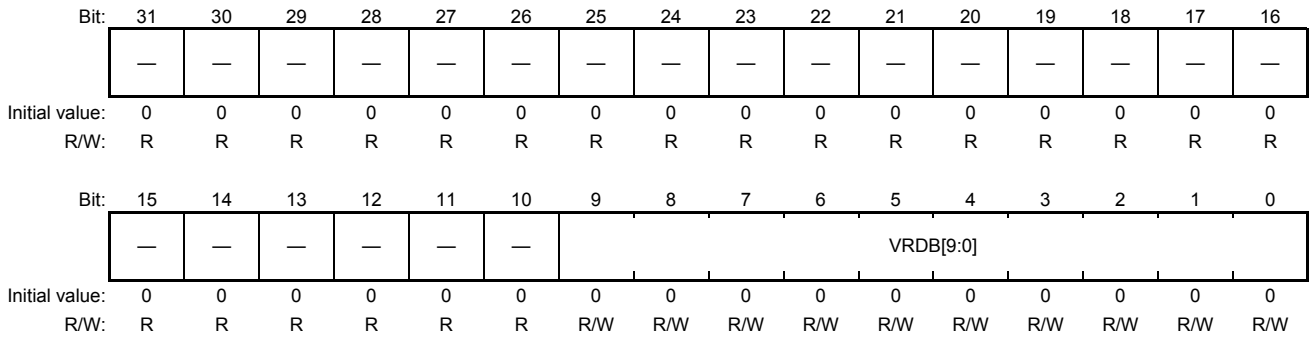 Bit: 31 30 29 28 27 26 25 24 23 22 21 20 19 18 17 16
— — — — — — — — — — — — — — — —
Initial value: 0 0 0 0 0 0 0 0 0 0 0 0 0 0 0 0
R/W: R R R R R R R R R R R R R R R R
Bit: 15 14 13 12 11 10 9 8 7 6 5 4 3 2 1 0
— — — — — — VRDB[9:0]
Initial value: 0 0 0 0 0 0 0 0 0 0 0 0 0 0 0 0
R/W: R R R R R R R/W R/W R/W R/W R/W R/W R/W R/W R/W R/W